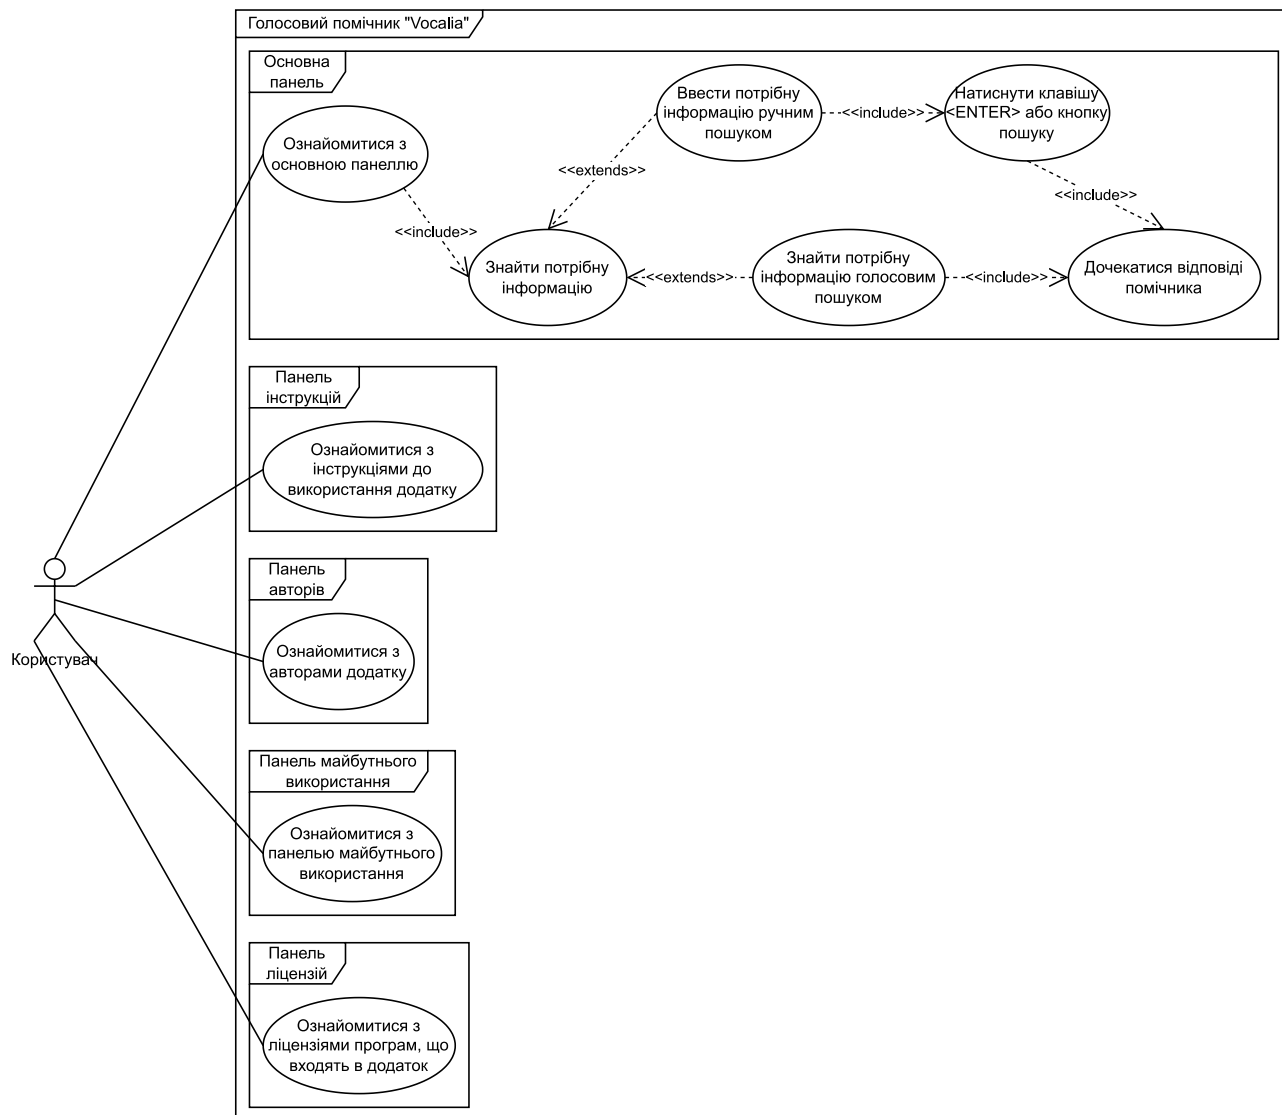 Голосовий помічник "Vocalia"
Основна
панель
Ознайомитися з
основною панеллю
<<include>>
Знайти потрібну
інформацію
<<extends>>
Ввести потрібну
інформацію ручним
пошуком
<<include>>
Натиснути клавішу
<ENTER> або кнопку
пошуку
<<include>>
<<extends>>
Знайти потрібну
інформацію голосовим
пошуком
<<include>>
Дочекатися відповіді
помічника
Панель
інструкцій
Ознайомитися з
інструкціями до
використання додатку
Панель
авторів
Ознайомитися з
авторами додатку
Користувач
Панель майбутнього
використання
Ознайомитися з
панелью майбутнього
використання
Панель
ліцензій
Ознайомитися з
ліцензіями програм, що
входять в додаток